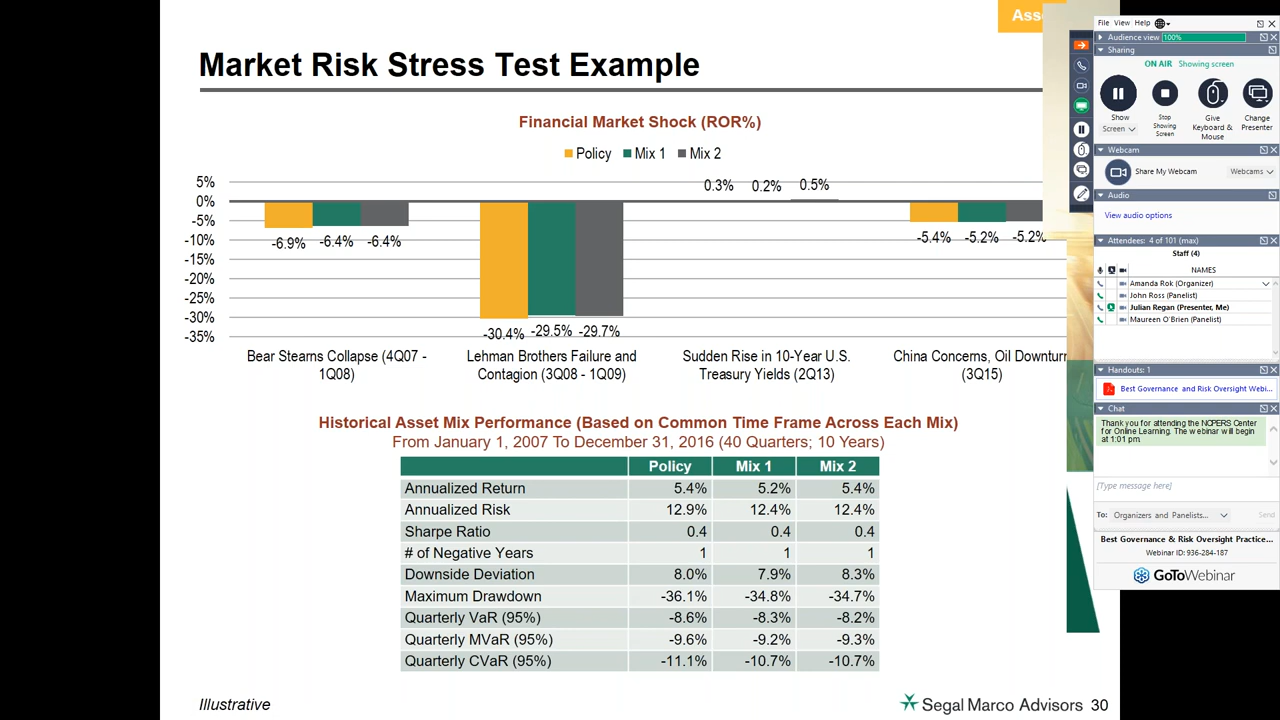 Market Risk Stress Test Example
Financial Market Shock (ROR%)
Policy Mix 1 Mix 2
5%
0%
-5%
-10%
-15%
-20%
-25%
-30%
-35%
-6.9% -6.4% -6.4%
-30.4% -29.5% -29.7%
0.3% 0.2% 0.5%
-5.4% -5.2% -5.2%
Bear Stearns Collapse (4Q07 -
1Q08)
Lehman Brothers Failure and
Contagion (3Q08 - 1Q09)
Sudden Rise in 10-Year U.S.
Treasury Yields (2Q13)
China Concerns, Oil Downturn
(3Q15)
Historical Asset Mix Performance (Based on Common Time Frame Across Each Mix)
From January 1, 2007 To December 31, 2016 (40 Quarters; 10 Years)
Policy Mix 1 Mix 2
Annualized Return 5.4% 5.2% 5.4%
Annualized Risk 12.9% 12.4% 12.4%
Sharpe Ratio 0.4 0.4 0.4
# of Negative Years 1 1 1
Downside Deviation 8.0% 7.9% 8.3%
Maximum Drawdown -36.1% -34.8% -34.7%
Quarterly VaR (95%) -8.6% -8.3% -8.2%
Quarterly MVaR (95%) -9.6% -9.2% -9.3%
Quarterly CVaR (95%) -11.1% -10.7% -10.7%
Illustrative
Segal Marco Advisors 30
File View Help
Audience view 100%
Sharing
ON AIR Showing screen
Show
Screen
Stop
Showing
Screen
Give
Keyboard &
Mouse
Change
Presenter
Webcam
Share My Webcam Webcams
Audio
View audio options
Attendees: 4 of 101 (max)
Staff (4)
NAMES
Amanda Rok (Organizer)
John Ross (Panelist)
Julian Regan (Presenter, Me)
Maureen O'Brien (Panelist)
Handouts: 1
Best Governance and Risk Oversight Webi...
Chat
Thank you for attending the NCPERS Center
for Online Learning. The webinar will begin
at 1:01 pm.
[Type message here]
To: Organizers and Panelists... Send
Best Governance & Risk Oversight Practice...
Webinar ID: 936-284-187
GoToWebinar